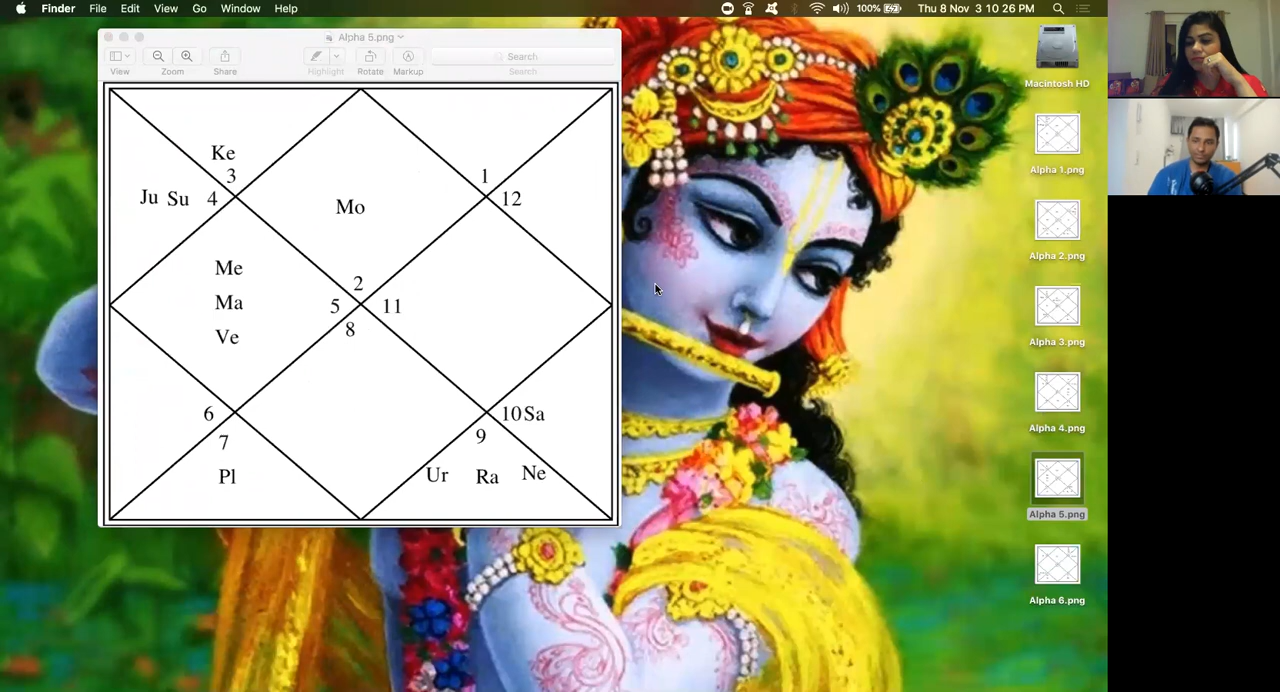 Finder File Edit View Go Window Help 100% Thu 8 Nov 3 10 26 PM
Alpha 5.png
Search
View Zoom Share Highlight Rotate Markup Search
Ke
3
1
Ju Su 4
12
Mo
Me
2
Ma
5 11
8
Ve
6
10 Sa
7
9
Pl
Ur Ra Ne
Macintosh HD
Alpha 1.png
Alpha 2.png
Alpha 3.png
Alpha 4.png
Alpha 5.png
Alpha 6.png